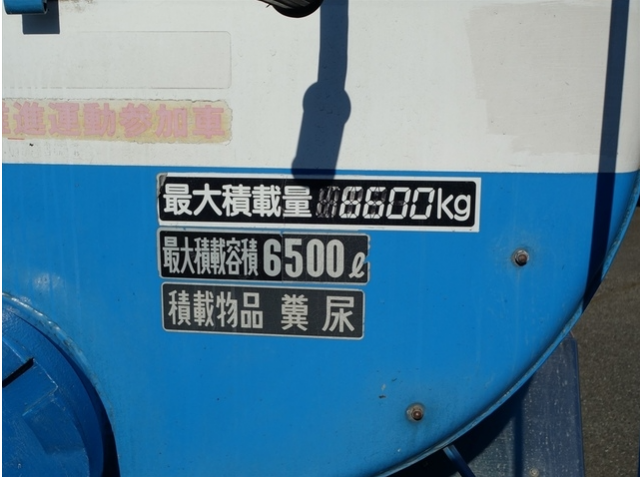 進運動参加車
最大積載量 8600kg
最大積載容積 6500ℓ
積載物品 糞尿